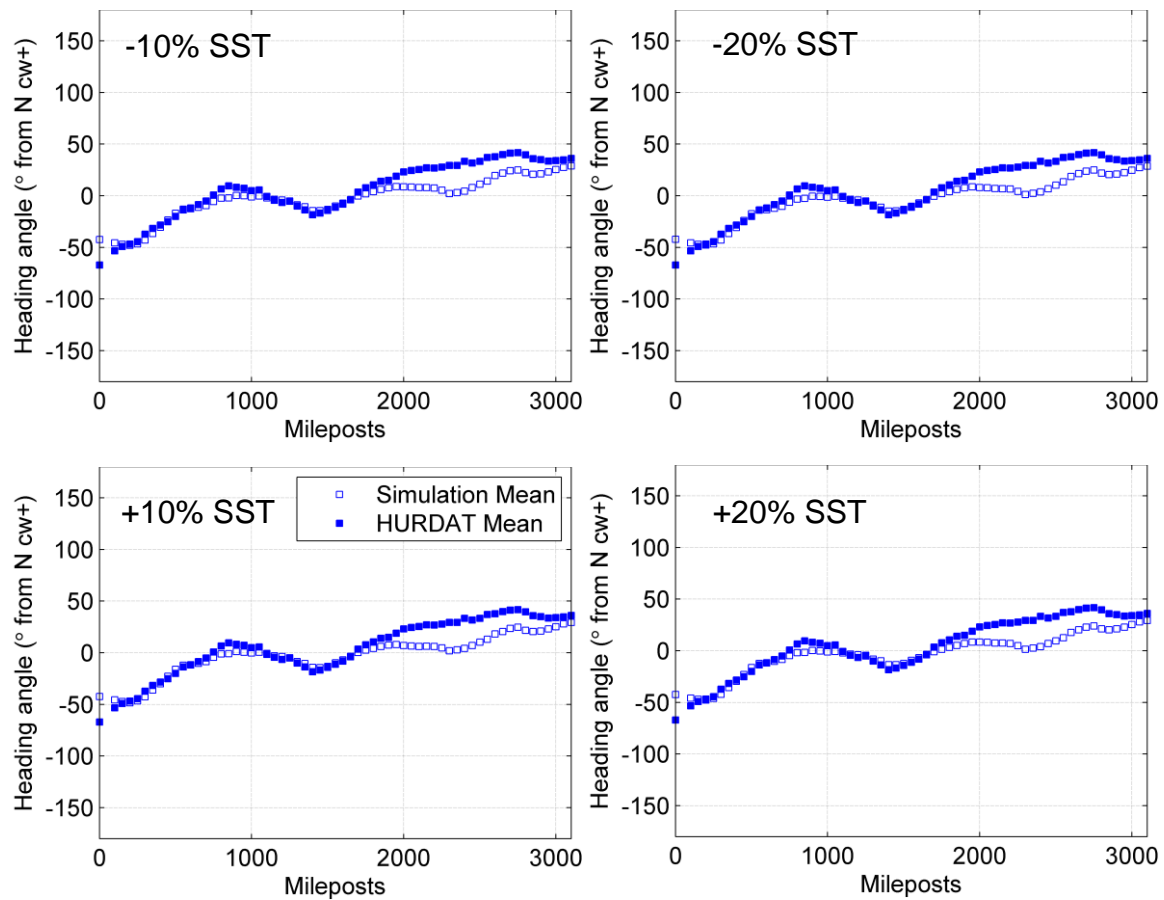 -10% SST
Heading angle (° from N cw+)
150
100
50
0
-50
-100
-150
0 1000 2000 3000
Mileposts
-20% SST
Heading angle (° from N cw+)
150
100
50
0
-50
-100
-150
0 1000 2000 3000
Mileposts
+10% SST
Simulation Mean
HURDAT Mean
Heading angle (° from N cw+)
150
100
50
0
-50
-100
-150
0 1000 2000 3000
Mileposts
+20% SST
Heading angle (° from N cw+)
150
100
50
0
-50
-100
-150
0 1000 2000 3000
Mileposts